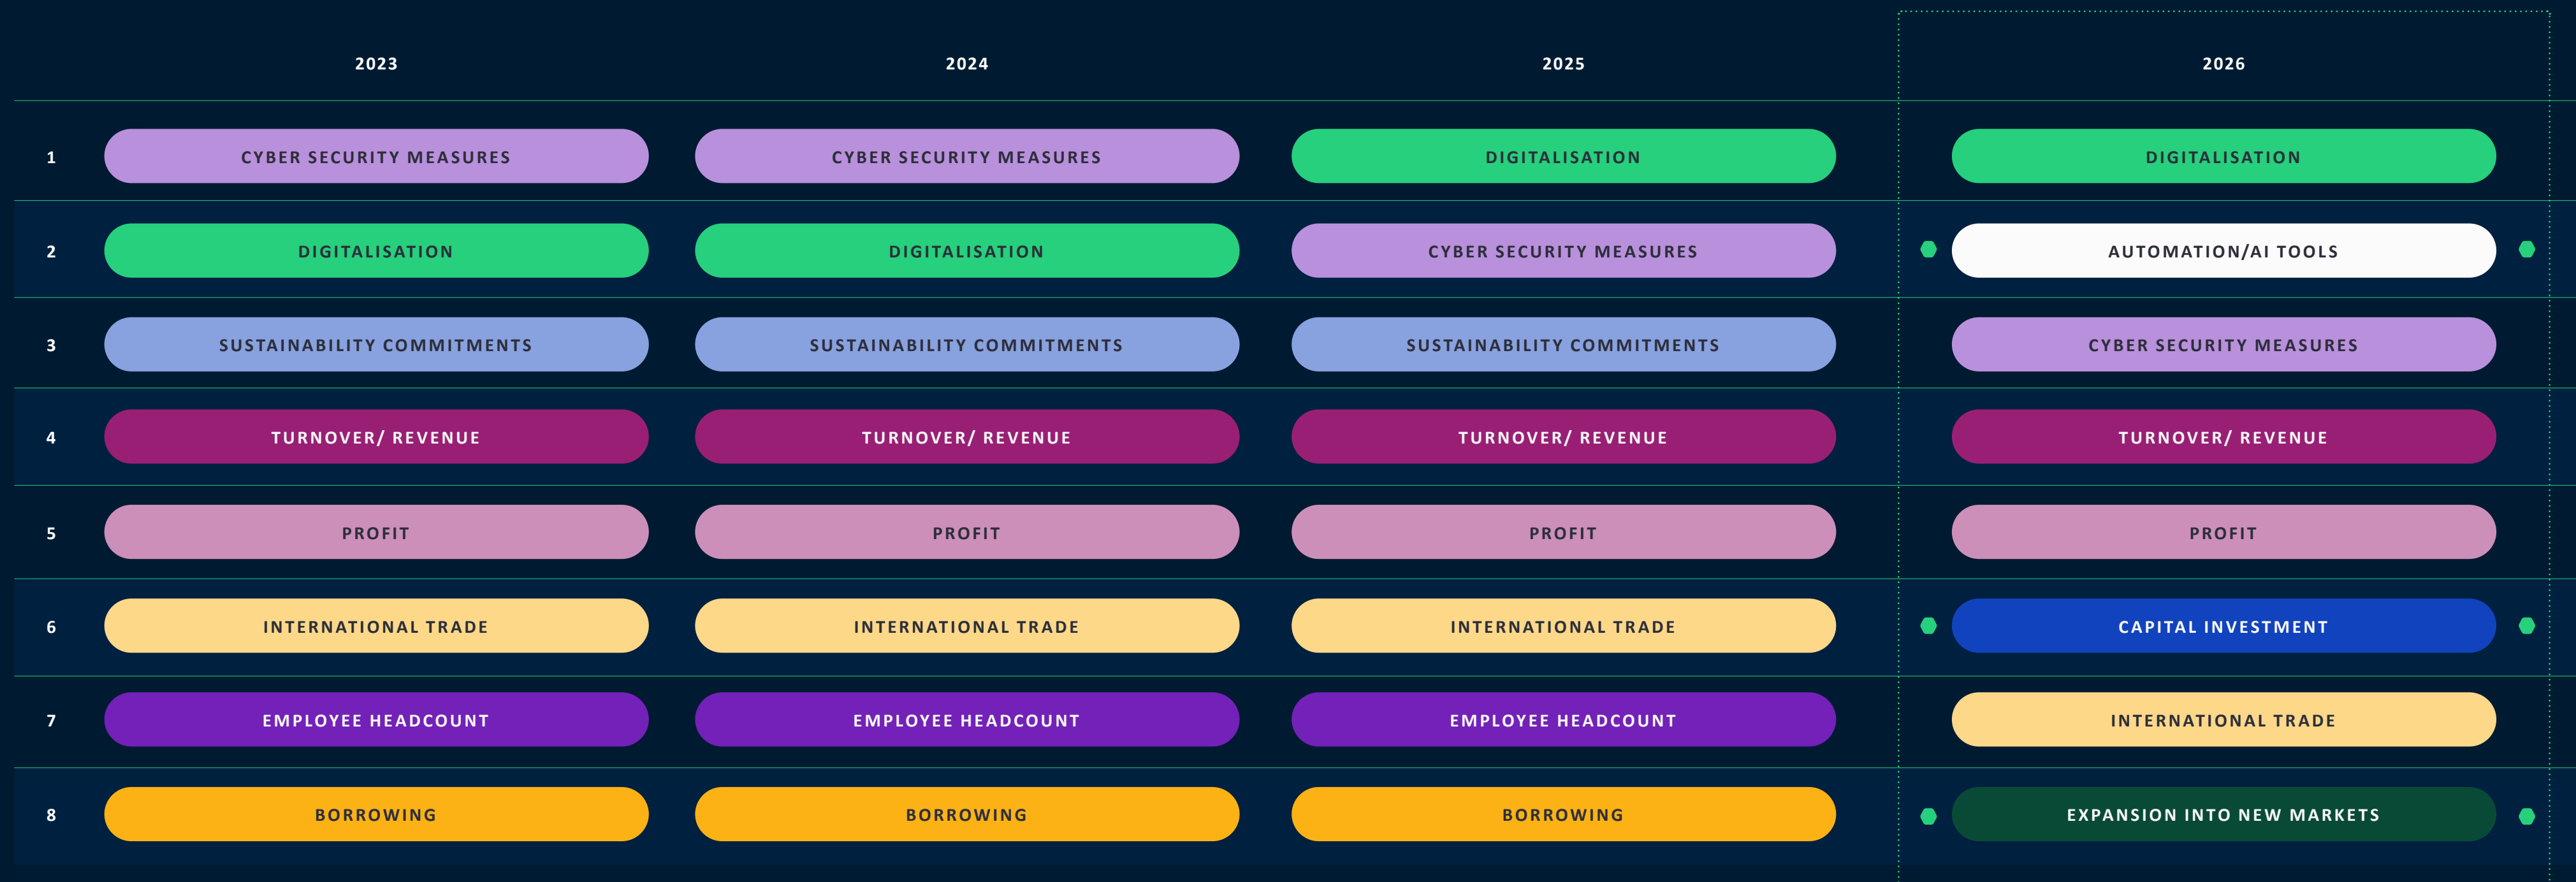 2023 2024 2025 2026
1 CYBER SECURITY MEASURES CYBER SECURITY MEASURES DIGITALISATION DIGITALISATION
2 DIGITALISATION DIGITALISATION CYBER SECURITY MEASURES AUTOMATION/AI TOOLS
3 SUSTAINABILITY COMMITMENTS SUSTAINABILITY COMMITMENTS SUSTAINABILITY COMMITMENTS CYBER SECURITY MEASURES
4 TURNOVER/ REVENUE TURNOVER/ REVENUE TURNOVER/ REVENUE TURNOVER/ REVENUE
5 PROFIT PROFIT PROFIT PROFIT
6 INTERNATIONAL TRADE INTERNATIONAL TRADE INTERNATIONAL TRADE CAPITAL INVESTMENT
7 EMPLOYEE HEADCOUNT EMPLOYEE HEADCOUNT EMPLOYEE HEADCOUNT INTERNATIONAL TRADE
8 BORROWING BORROWING BORROWING EXPANSION INTO NEW MARKETS